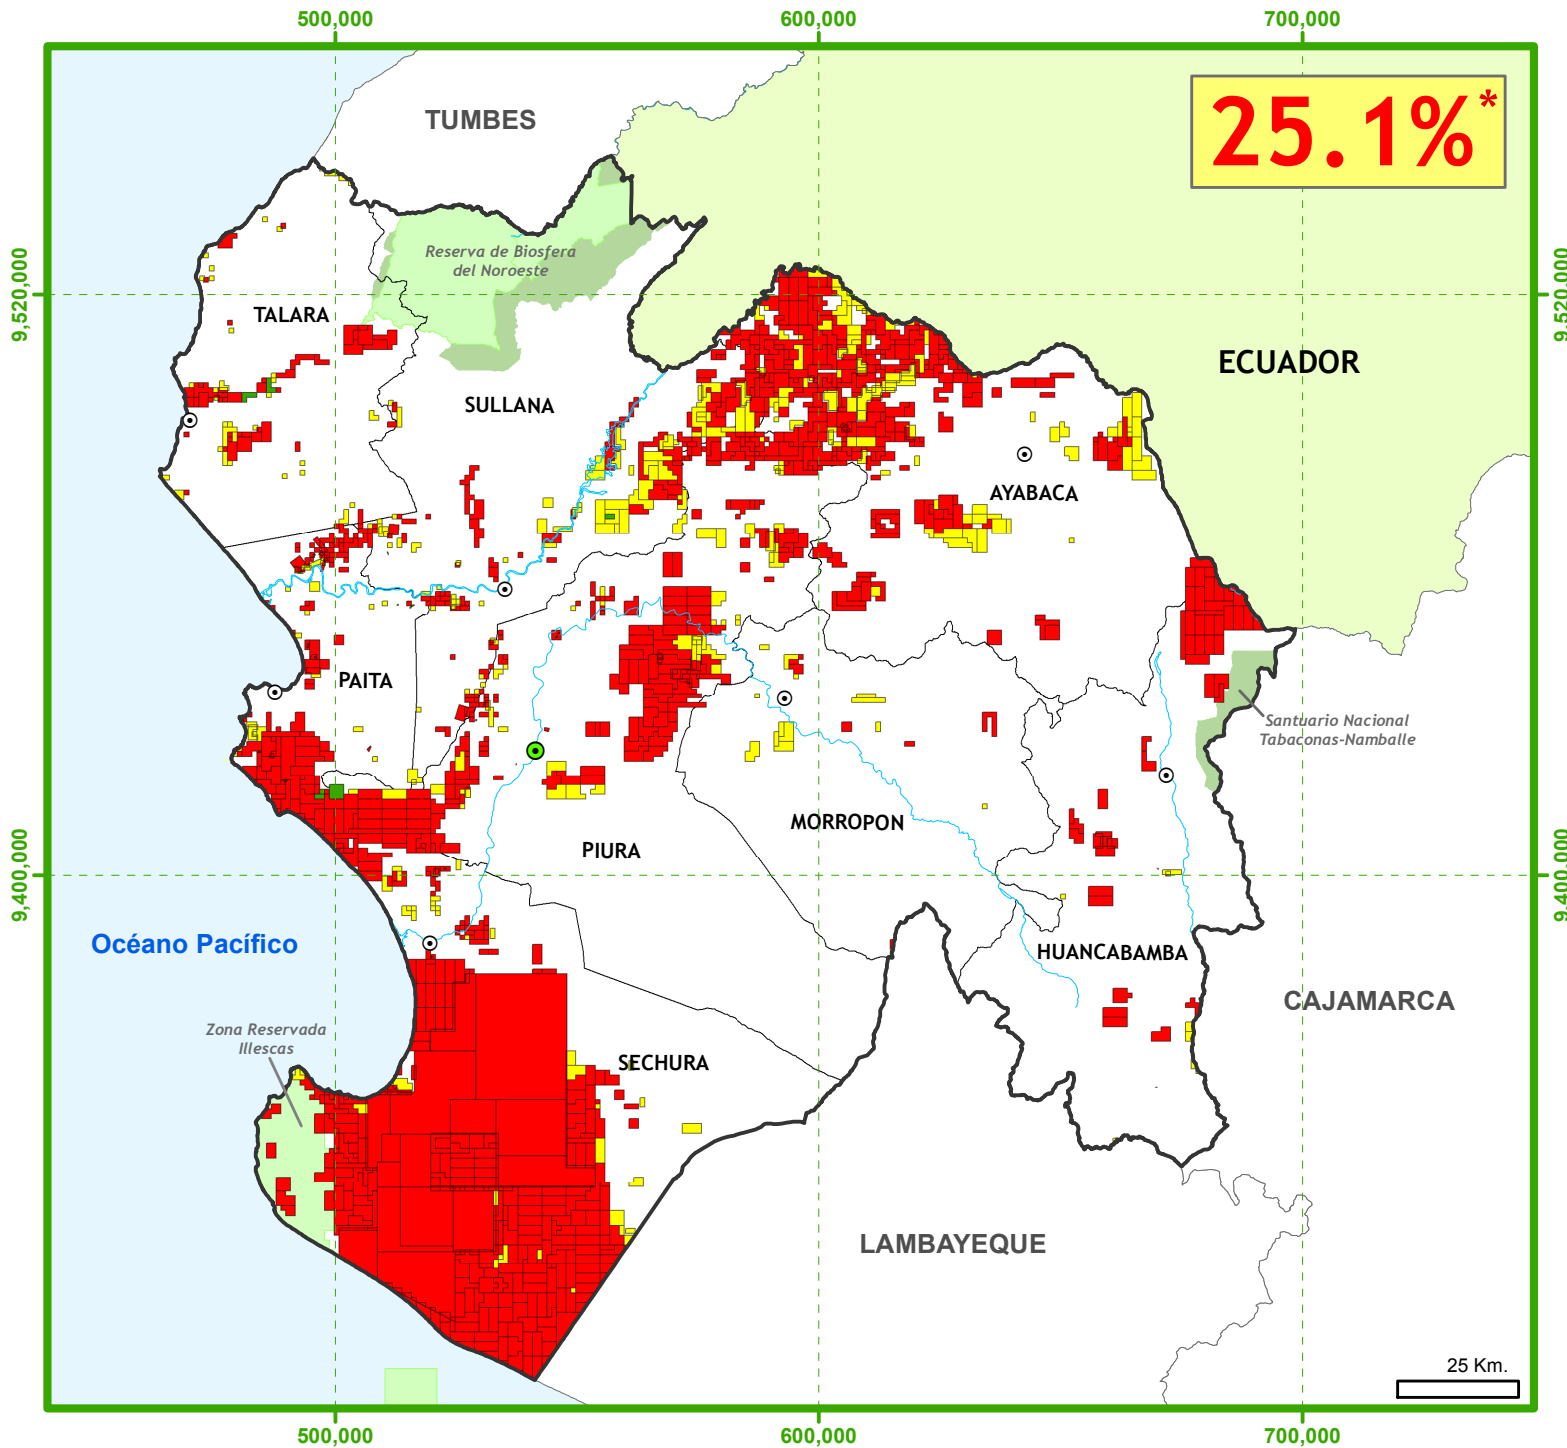 500,000
600,000
700,000
TUMBES
25.1%*
Reserva de Biosfera
del Noroeste
9,520,000
9,520,000
TALARA
ECUADOR
SULLANA
AYABACA
PAITA
Santuario Nacional
Tabaconas-Namballe
MORROPON
PIURA
9,400,000
9,400,000
Océano Pacífico
HUANCABAMBA
CAJAMARCA
Zona Reservada
Illescas
SECHURA
LAMBAYEQUE
25 Km.
500,000
600,000
700,000